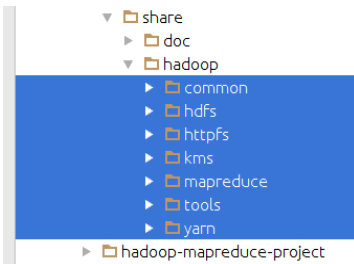 share
doc
hadoop
common
hdfs
httpfs
kms
mapreduce
tools
yarn
hadoop-mapreduce-project